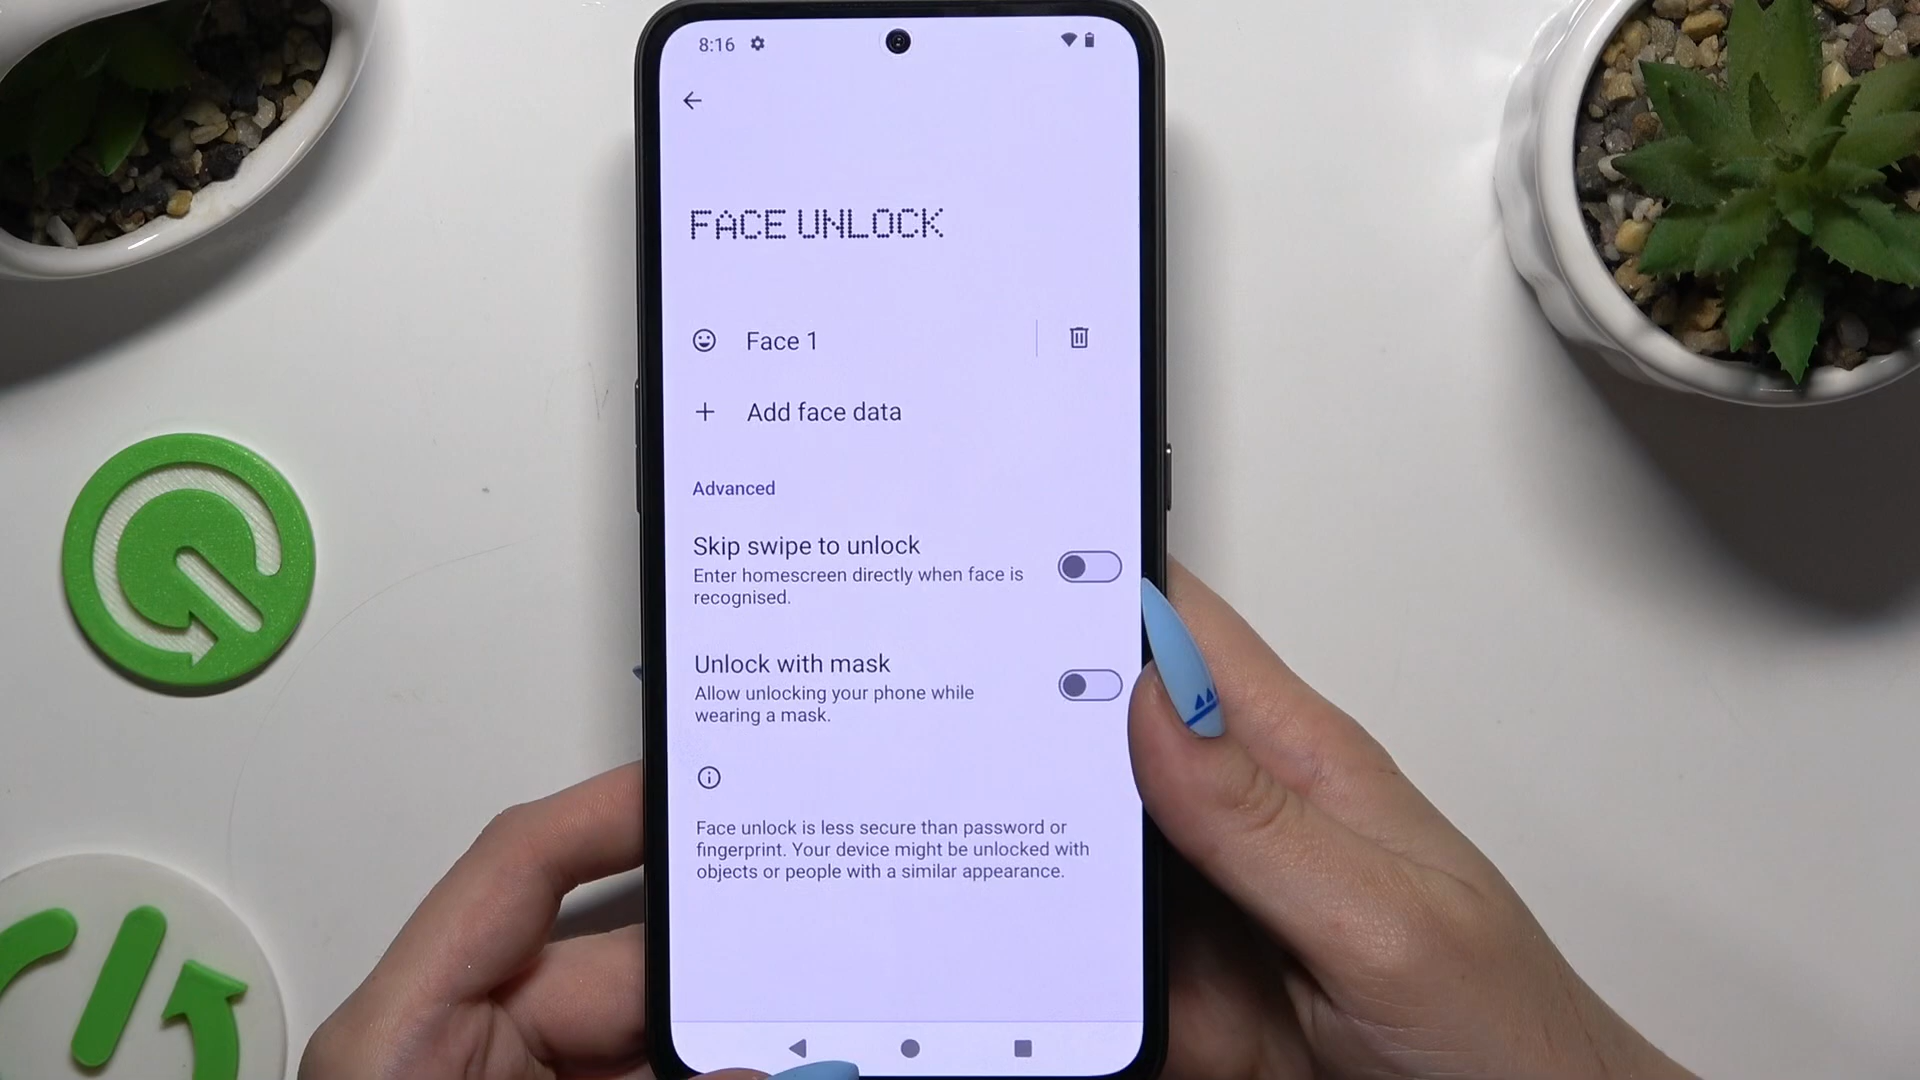 8:16
FACE UNLOCK
Face 1
Add face data
Advanced
Skip swipe to unlock
Enter homescreen directly when face is
recognised.
Unlock with mask
Allow unlocking your phone while
wearing a mask.
Face unlock is less secure than password or
fingerprint. Your device might be unlocked with
objects or people with a similar appearance.